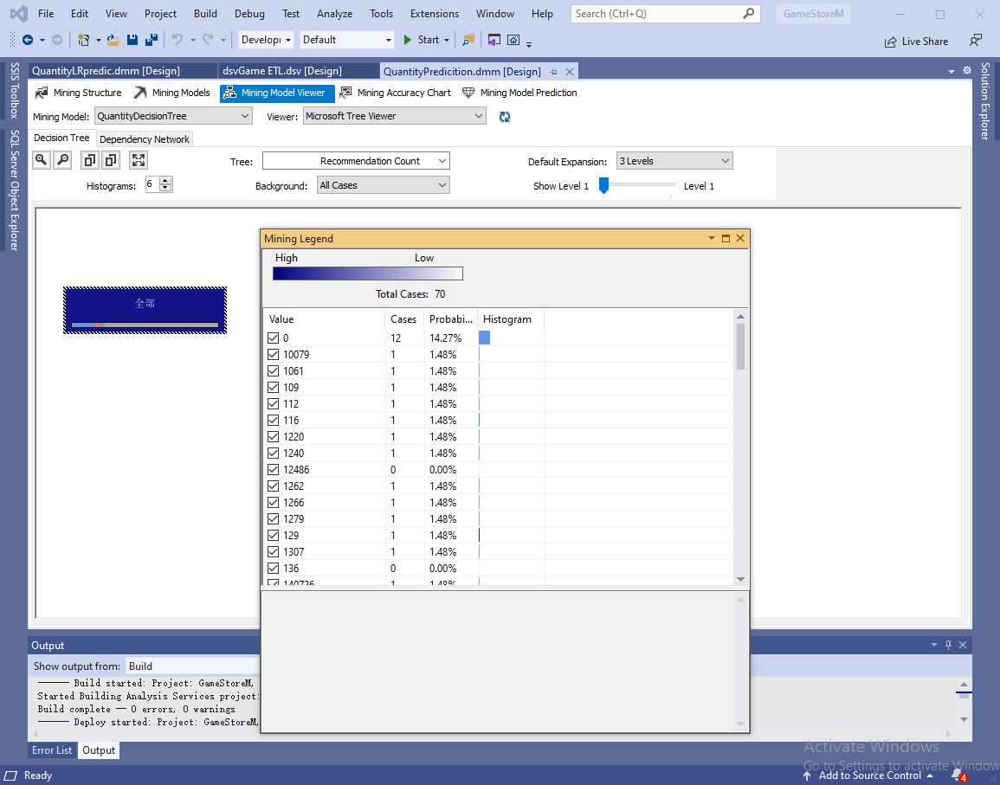 File Edit View Project Build Debug Test Analyze Tools Extensions Window Help Search (Ctrl+Q) GameStoreM
Developı Default Start Live Share
SSIS Toolbox
SQL Server Object Explorer
Solution Explorer
QuantityLRpredic.dmm [Design] dsvGame ETL.dsv [Design] QuantityPredicition.dmm [Design]
Mining Structure Mining Models Mining Model Viewer Mining Accuracy Chart Mining Model Prediction
Mining Model: QuantityDecisionTree Viewer: Microsoft Tree Viewer
Decision Tree Dependency Network
Tree: Recommendation Count Default Expansion: 3 Levels
Histograms: 6 Background: All Cases Show Level 1 Level 1
全部
Mining Legend
High Low
Total Cases: 70
Value Cases Probabi... Histogram
0 12 14.27%
10079 1 1.48%
1061 1 1.48%
109 1 1.48%
112 1 1.48%
116 1 1.48%
1220 1 1.48%
1240 1 1.48%
12486 0 0.00%
1262 1 1.48%
1266 1 1.48%
1279 1 1.48%
129 1 1.48%
1307 1 1.48%
136 0 0.00%
140726 1 1.48%
Output
Show output from: Build
------ Build started: Project: GameStoreM,
Started Building Analysis Services project:
Build complete -- 0 errors, 0 warnings
------ Deploy started: Project: GameStoreM,
Error List Output
Activate Windows
Go to Settings to activate Window
Ready Add to Source Control 4